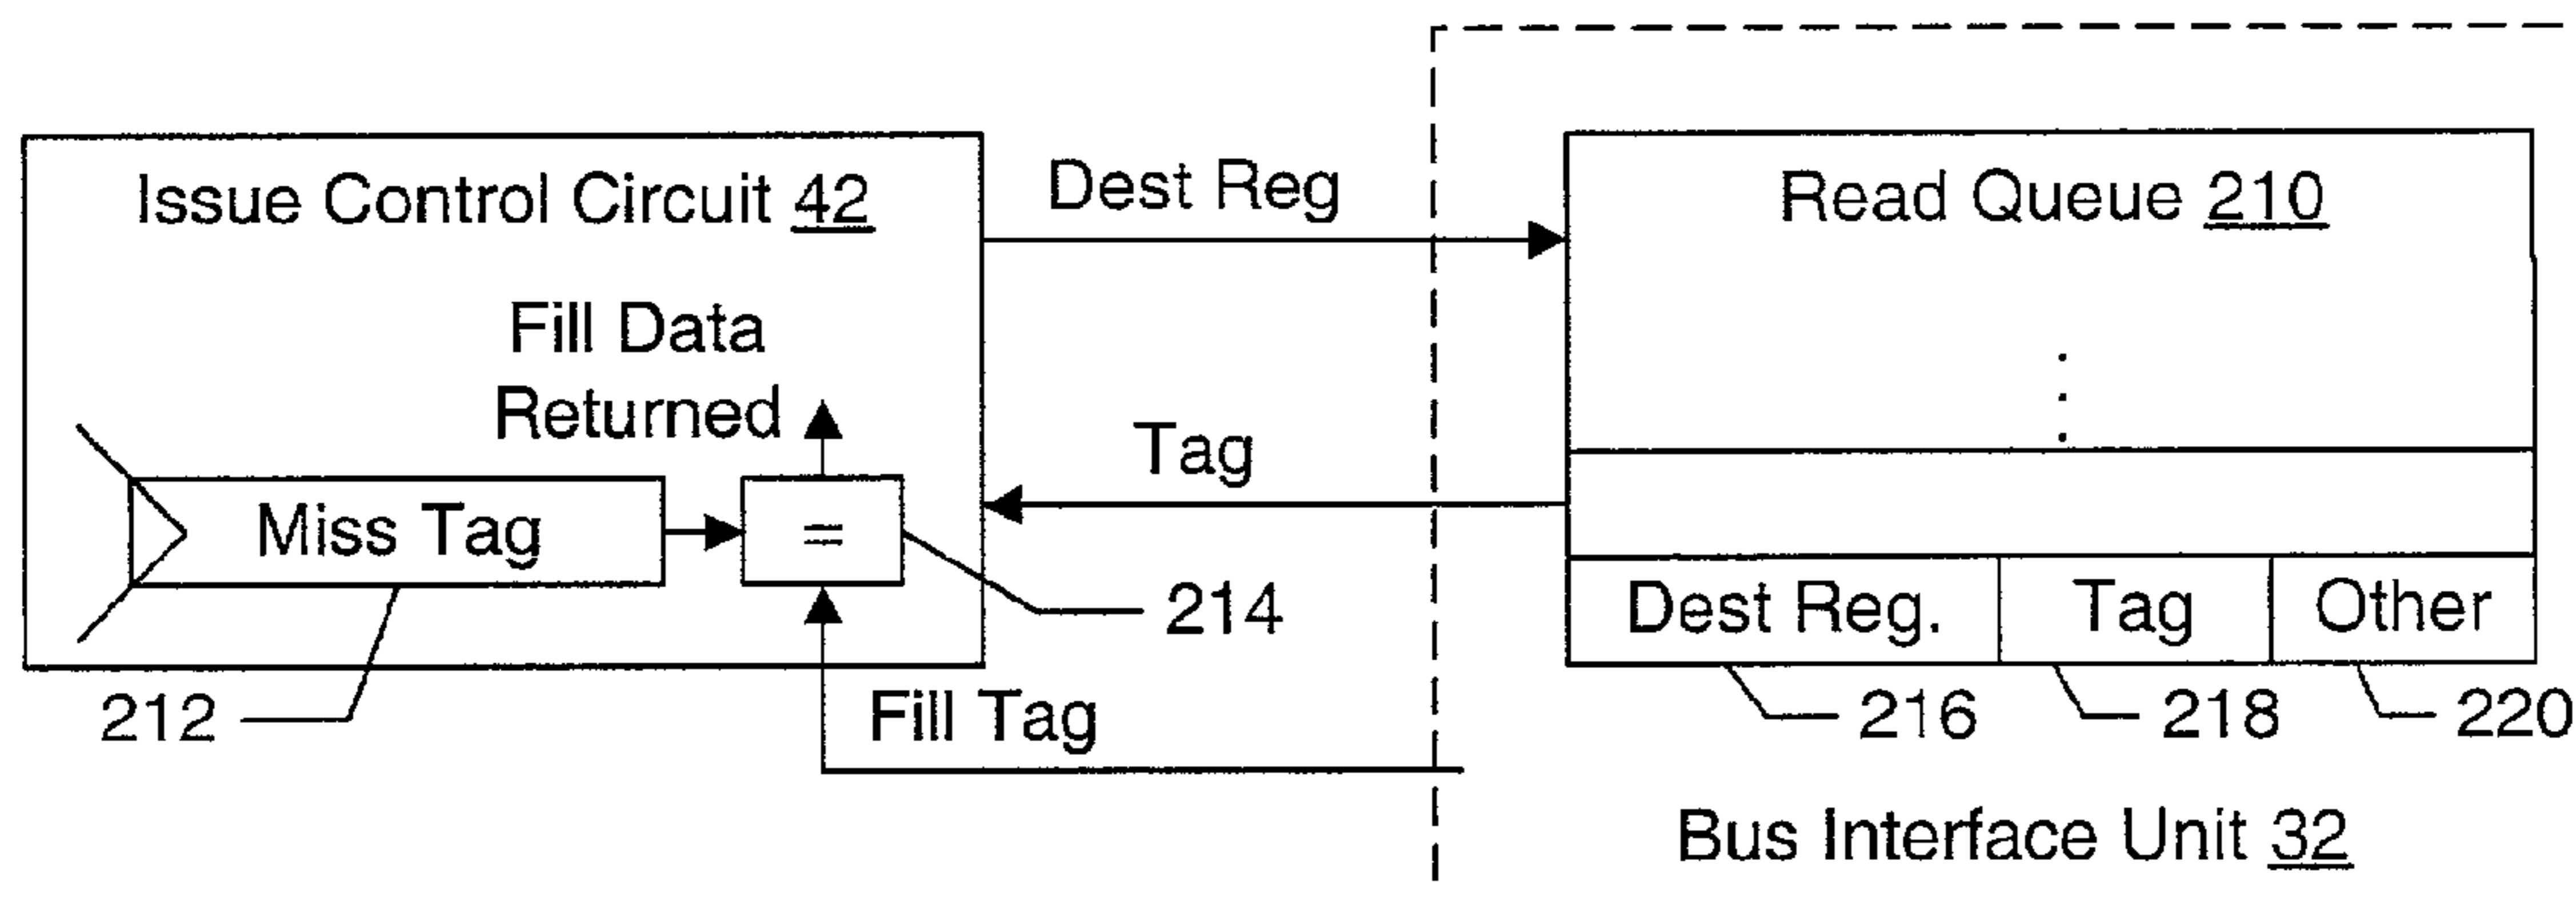 Issue Control Circuit 42
Dest Reg
Read Queue 210
Fill Data
Returned
Tag
Miss Tag
=
214
Dest Reg.
Tag
Other
212
Fill Tag
216
218
220
Bus Interface Unit 32